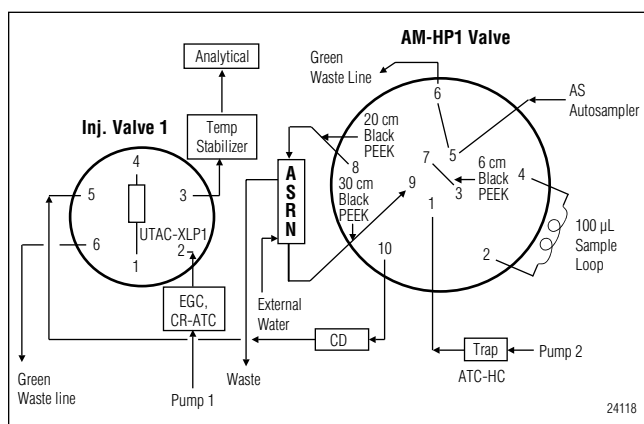 Analytical
Temp
Stabilizer
Inj. Valve 1
4
5
3
6
2
1
UTAC-XLP1
EGC,
CR-ATC
Pump 1
Green
Waste line
AM-HP1 Valve
Green
Waste Line
AS
Autosampler
20 cm
Black
PEEK
30 cm
Black
PEEK
ASRN
External
Water
Waste
CD
6
5
7
8
9
3
4
1
2
10
6 cm
Black
PEEK
100 µL
Sample
Loop
Trap
ATC-HC
Pump 2
24118